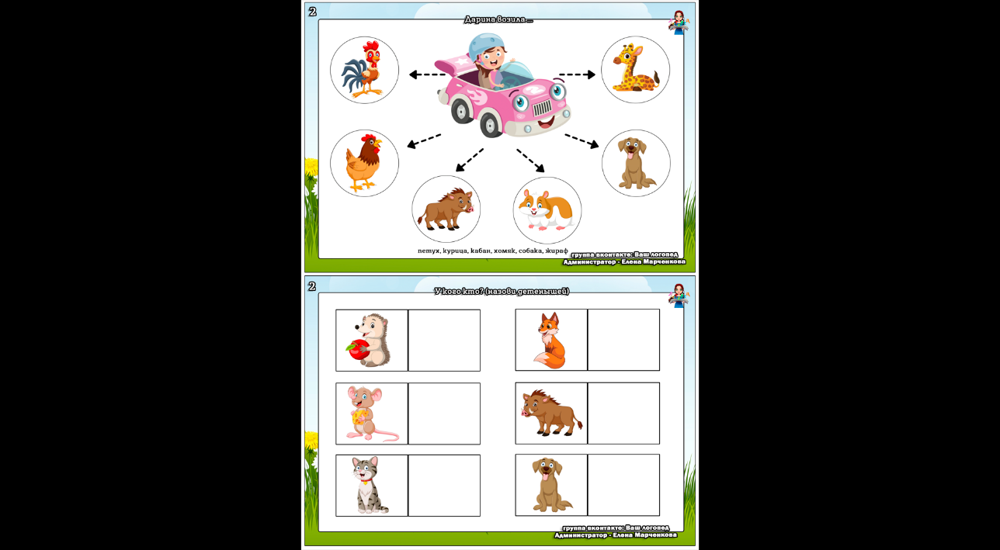 2
Дарина возила ...
петух, курица, кабан, хомяк, собака, жираф
группа вконтакте: Ваш логопед
Администратор - Елена Марченкова
2
У кого кто? (назови детенышей)
группа вконтакте: Ваш логопед
Администратор - Елена Марченкова